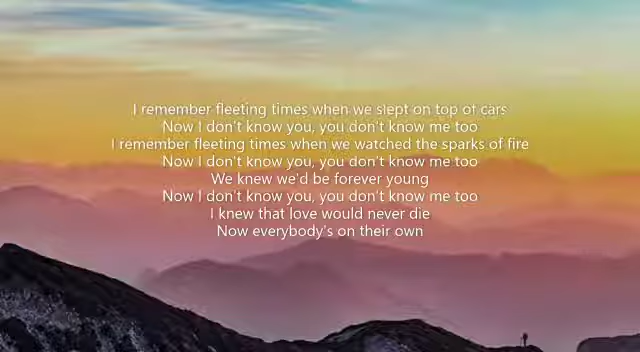 I remember fleeting times when we slept on top of cars
Now I don't know you, you don't know me too
I remember fleeting times when we watched the sparks of fire
Now I don't know you, you don't know me too
We knew we'd be forever young
Now I don't know you, you don't know me too
I knew that love would never die
Now everybody's on their own